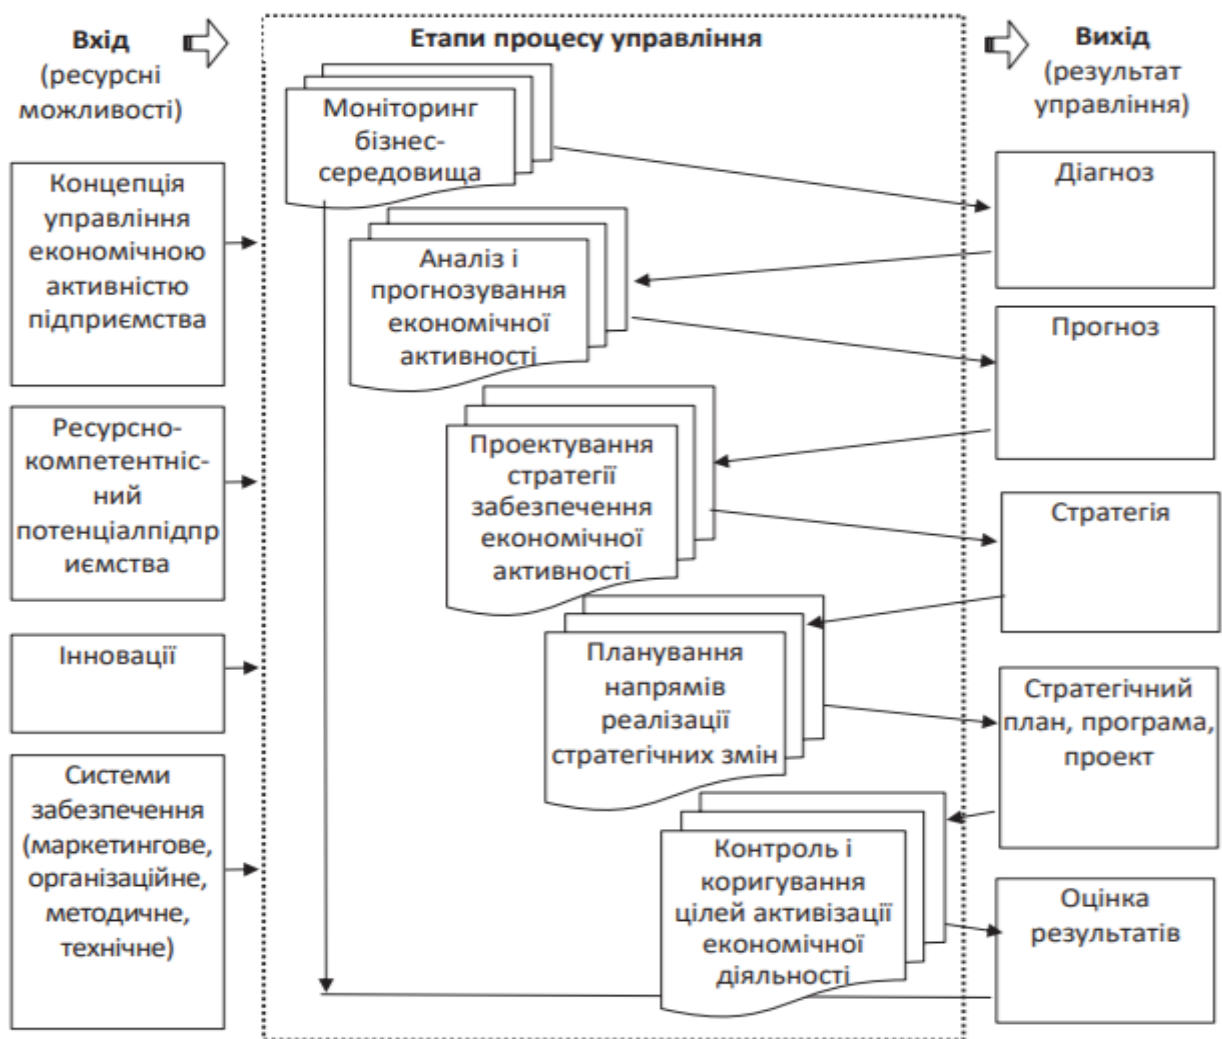 Вхід
(ресурсні
можливості)
Концепція
управління
економічною
активністю
підприємства
Ресурсно-
компетентніс-
ний
потенціалпідпр
иємства
Інновації
Системи
забезпечення
(маркетингове,
організаційне,
методичне,
технічне)
Етапи процесу управління
Моніторинг
бізнес-
середовища
Аналіз і
прогнозування
економічної
активності
Проектування
стратегії
забезпечення
економічної
активності
Планування
напрямів
реалізації
стратегічних змін
Контроль і
коригування
цілей активізації
економічної
діяльності
Вихід
(результат
управління)
Діагноз
Прогноз
Стратегія
Стратегічний
план, програма,
проект
Оцінка
результатів